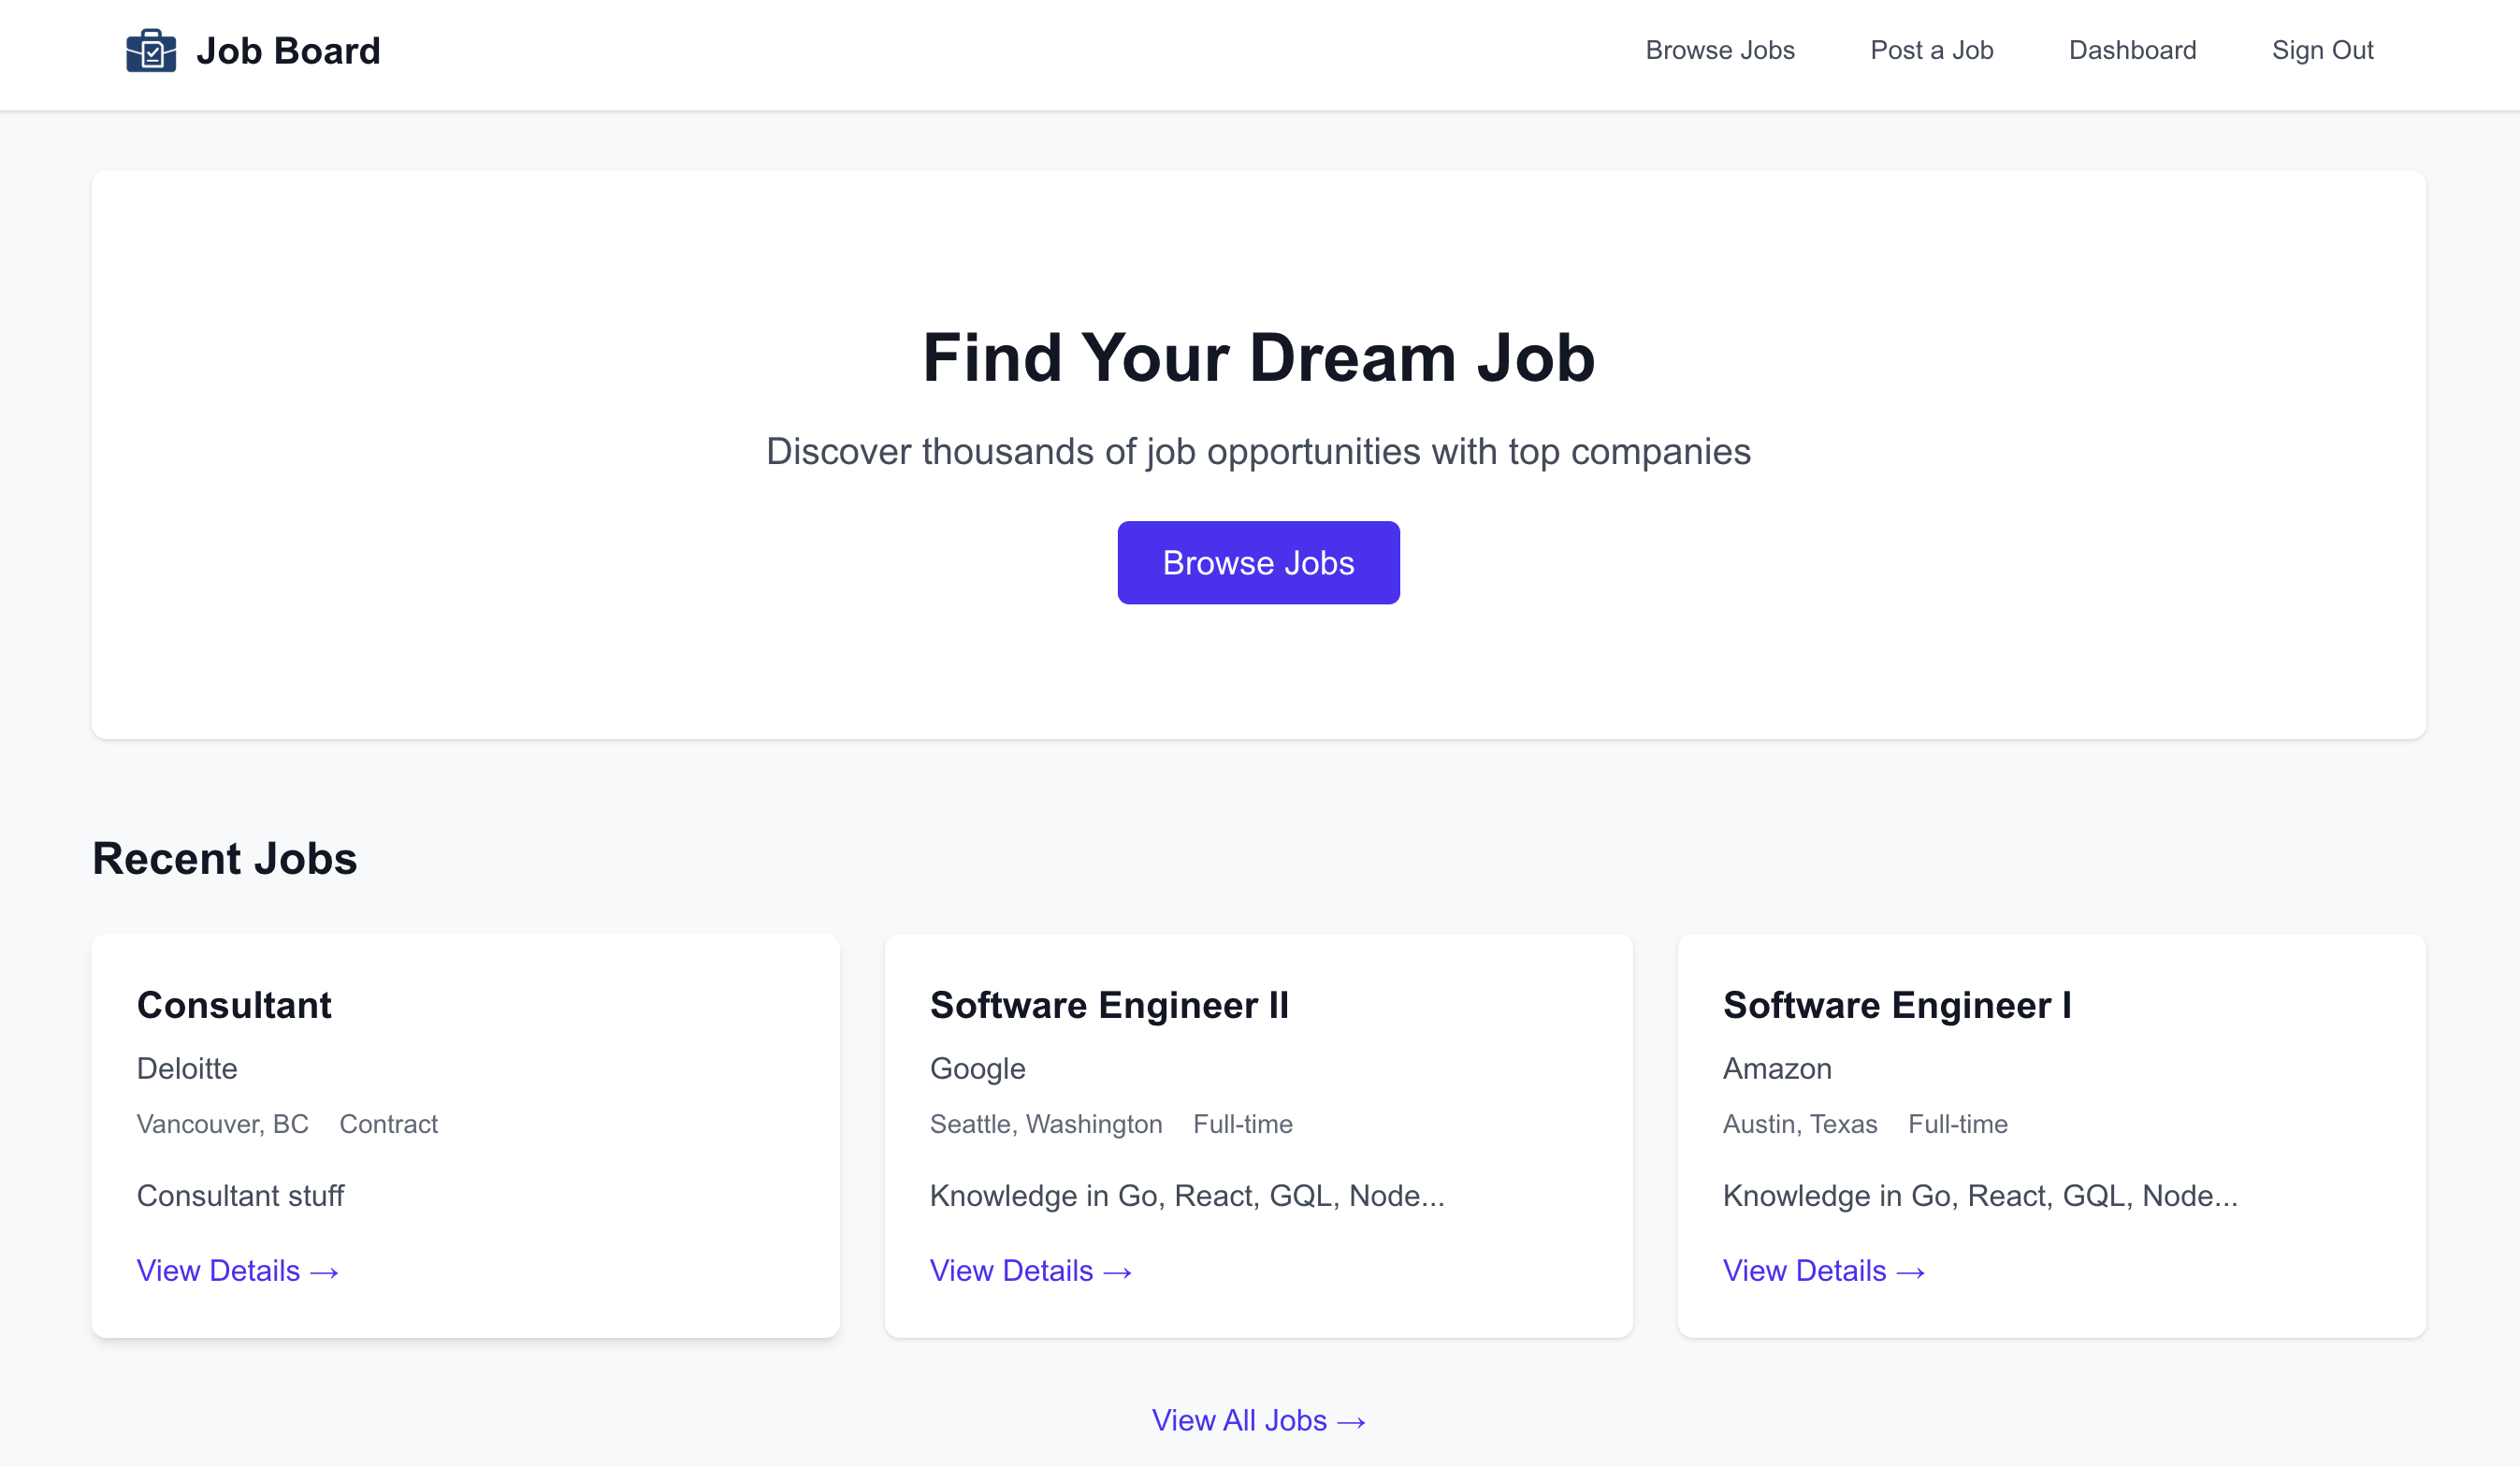 Job Board
Browse Jobs Post a Job Dashboard Sign Out
Find Your Dream Job
Discover thousands of job opportunities with top companies
Browse Jobs
Recent Jobs
Consultant
Deloitte
Vancouver, BC Contract
Consultant stuff
View Details →
Software Engineer II
Google
Seattle, Washington Full-time
Knowledge in Go, React, GQL, Node...
View Details →
Software Engineer I
Amazon
Austin, Texas Full-time
Knowledge in Go, React, GQL, Node...
View Details →
View All Jobs →